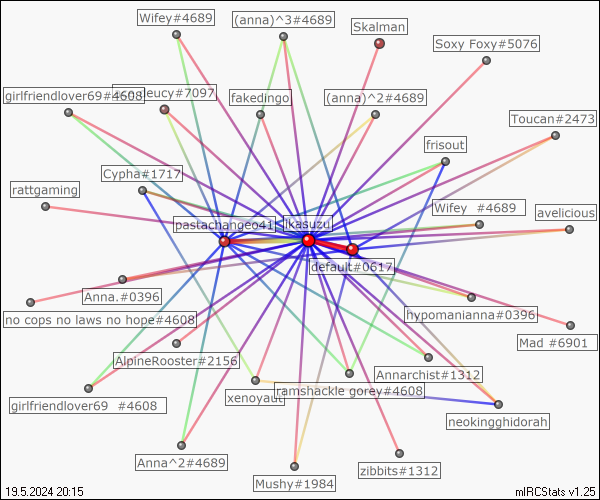 Wifey#4689
(anna)^3#4689
Skalman
Soxy Foxy#5076
girlfriendlover69#4608
leucy#7097
fakedingo
(anna)^2#4689
Toucan#2473
frisout
Cypha#1717
rattgaming
pastachangeo41
ikasuzu
Wifey  #4689
avelicious
default#0617
Anna.#0396
no cops no laws no hope#4608
hypomanianna#0396
Mad #6901
AlpineRooster#2156
Annarchist#1312
girlfriendlover69  #4608
xenoyauc
ramshackle gorey#4608
neokingghidorah
Anna^2#4689
Mushy#1984
zibbits#1312
19.5.2024 20:15
mIRCStats v1.25